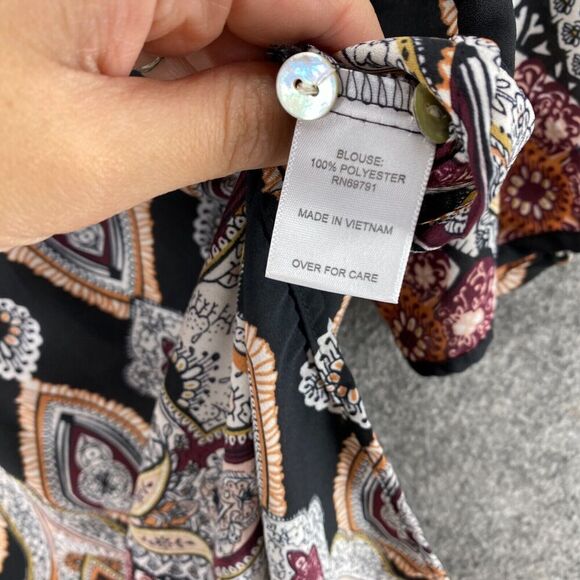 BLOUSE:
100% POLYESTER
RN69791
MADE IN VIETNAM
OVER FOR CARE